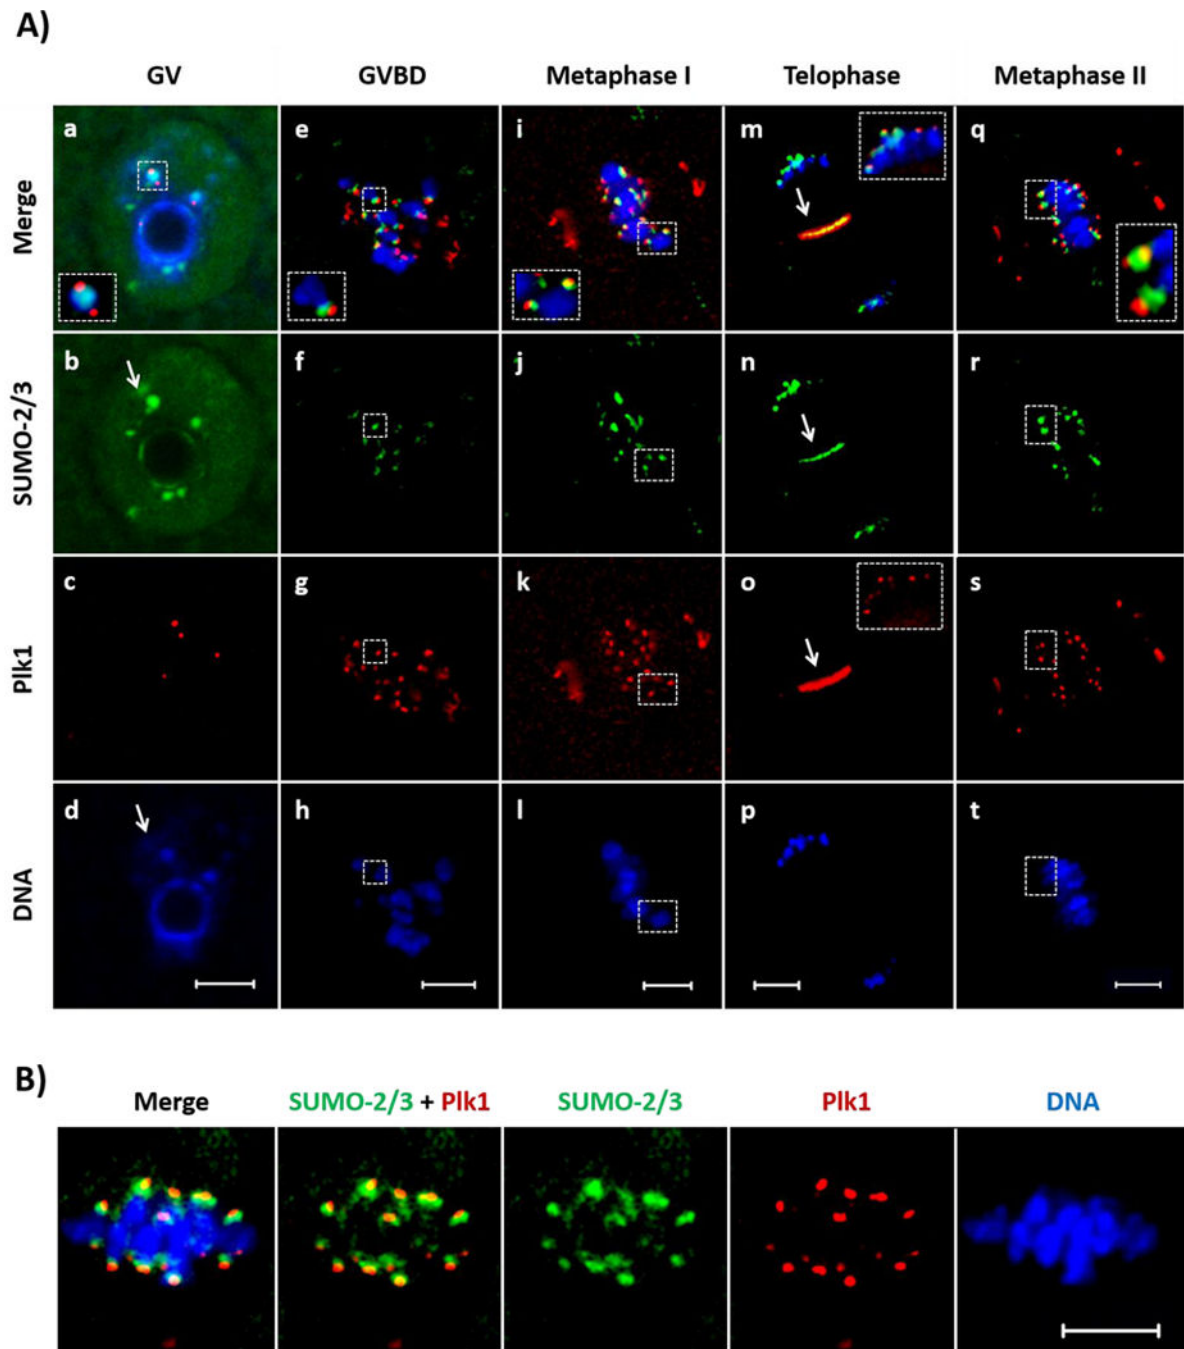 A)
GV GVBD Metaphase I Telophase Metaphase II
Merge a e i m q
SUMO-2/3 b f j n r
Plk1 c g k o s
DNA d h l p t
B)
Merge SUMO-2/3 + Plk1 SUMO-2/3 Plk1 DNA